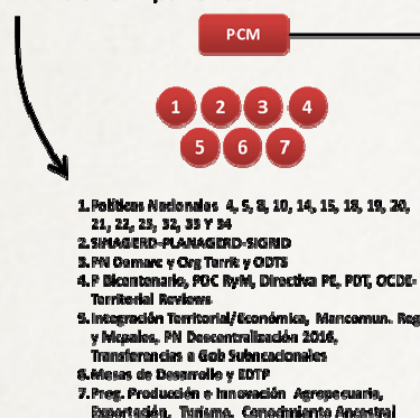 PCM
1 2 3 4
5 6 7
1. Políticas Nacionales 4, 5, 8, 10, 14, 15, 18, 19, 20,
21, 22, 23, 32, 33 Y 34
2. SINAGERD-PLANAGERD-SIGRID
3. PN Demarc y Org Territ y ODTS
4. P Bicentenario, PDC RyM, Directiva PE, PDT, OCDE-
Territorial Reviews
5. Integración Territorial/Económica, Mancomun. Reg
y Mcpales, PN Descentralización 2016,
Transferencias a Gob Subnacionales
6. Mesas de Desarrollo y EDTP
7. Preg. Producción e Innovación Agropecuaria,
Exportación, Turismo, Conocimiento Ancestral